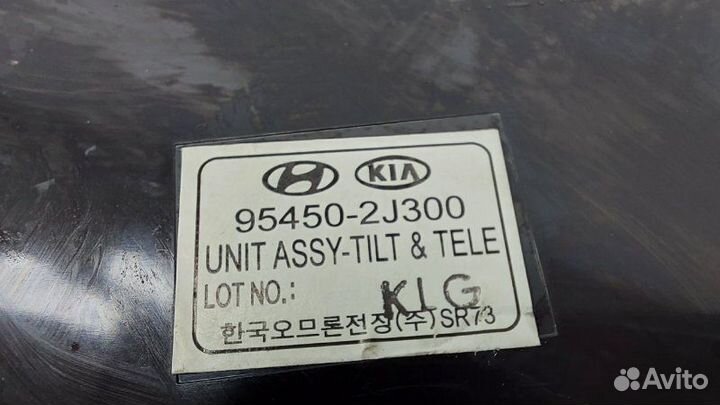 KIA
95450-2J300
UNIT ASSY-TILT & TELE
LOT NO.: KLG
한국오므론전장(주) SR73
Avito